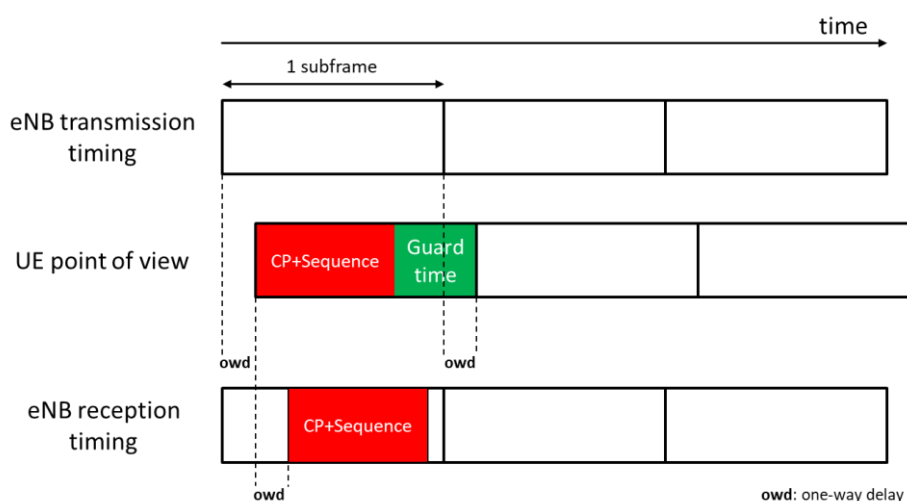 time
1 subframe
eNB transmission
timing
UE point of view
CP+Sequence
Guard
time
owd
owd
eNB reception
timing
CP+Sequence
owd
owd: one-way delay